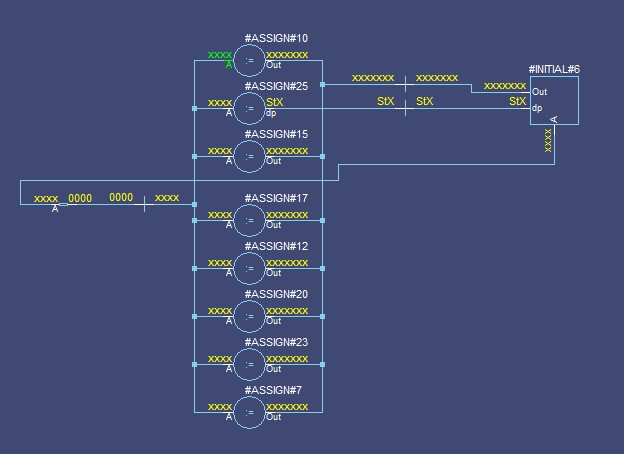 #ASSIGN#10
xxxx := xxxxxxx
A Out
#INITIAL#6
xxxxxxx xxxxxxx xxxxxxx Out
#ASSIGN#25
xxxx := StX StX StX StX dp
A dp
A
xxxx
#ASSIGN#15
xxxx := xxxxxxx
A Out
xxxx 0000 0000 xxxx
A
#ASSIGN#17
xxxx := xxxxxxx
A Out
#ASSIGN#12
xxxx := xxxxxxx
A Out
#ASSIGN#20
xxxx := xxxxxxx
A Out
#ASSIGN#23
xxxx := xxxxxxx
A Out
#ASSIGN#7
xxxx := xxxxxxx
A Out